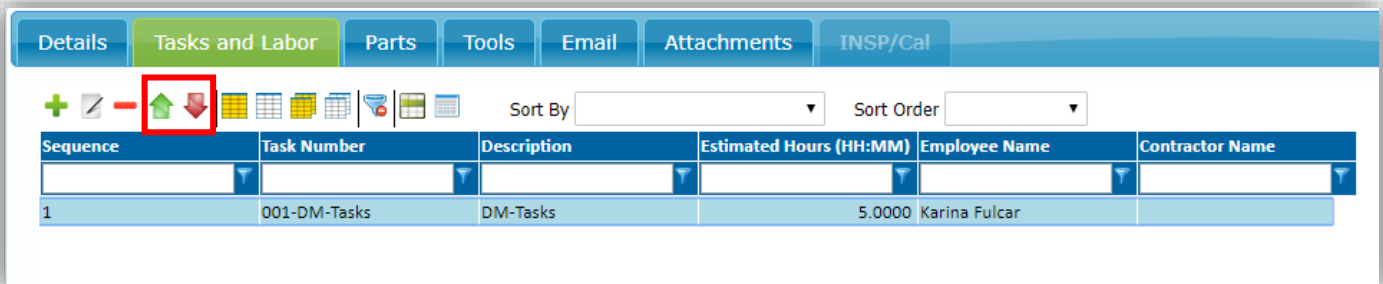 Details Tasks and Labor Parts Tools Email Attachments INSP/Cal
Sort By Sort Order
Sequence Task Number Description Estimated Hours (HH:MM) Employee Name Contractor Name
1 001-DM-Tasks DM-Tasks 5.0000 Karina Fulcar